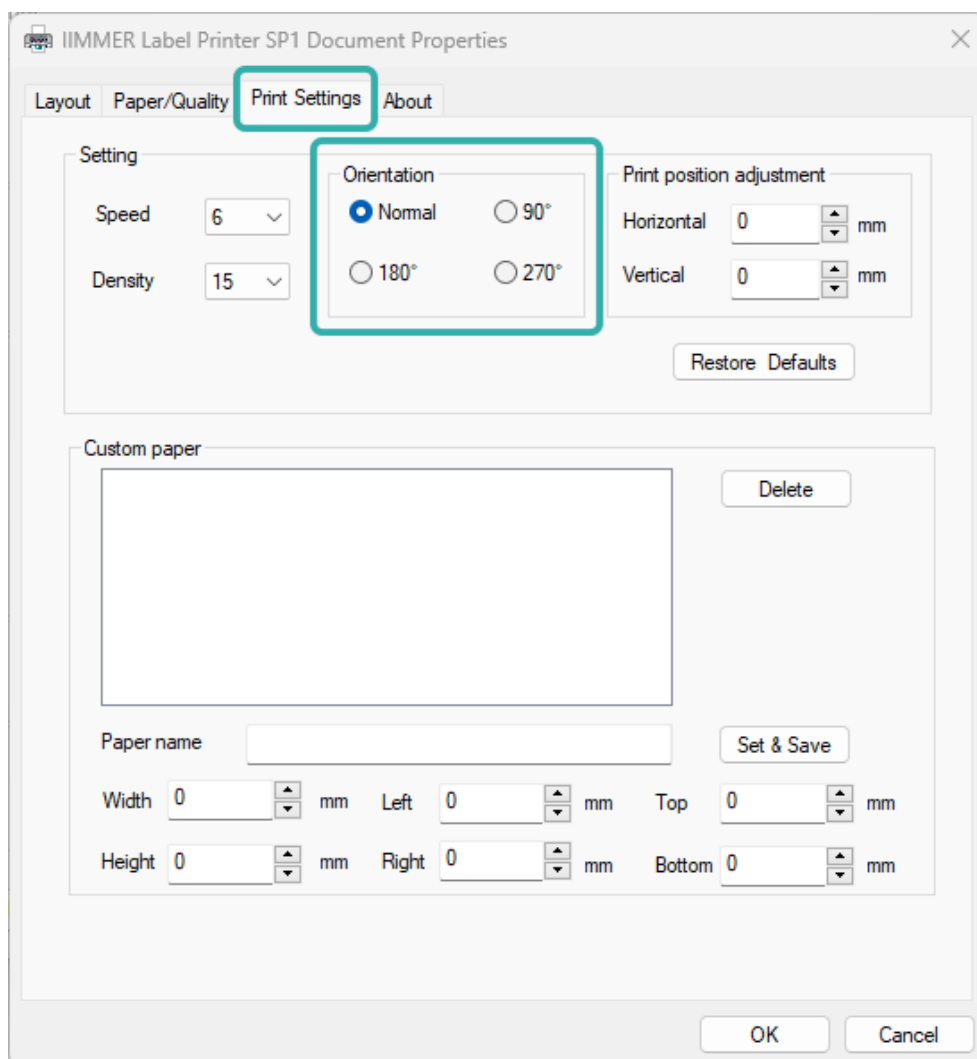 IIMMER Label Printer SP1 Document Properties
Layout Paper/Quality Print Settings About
Setting
Speed 6
Density 15
Orientation
Normal 90°
180° 270°
Print position adjustment
Horizontal 0 mm
Vertical 0 mm
Restore Defaults
Custom paper
Delete
Paper name Set & Save
Width 0 mm Left 0 mm Top 0 mm
Height 0 mm Right 0 mm Bottom 0 mm
OK Cancel